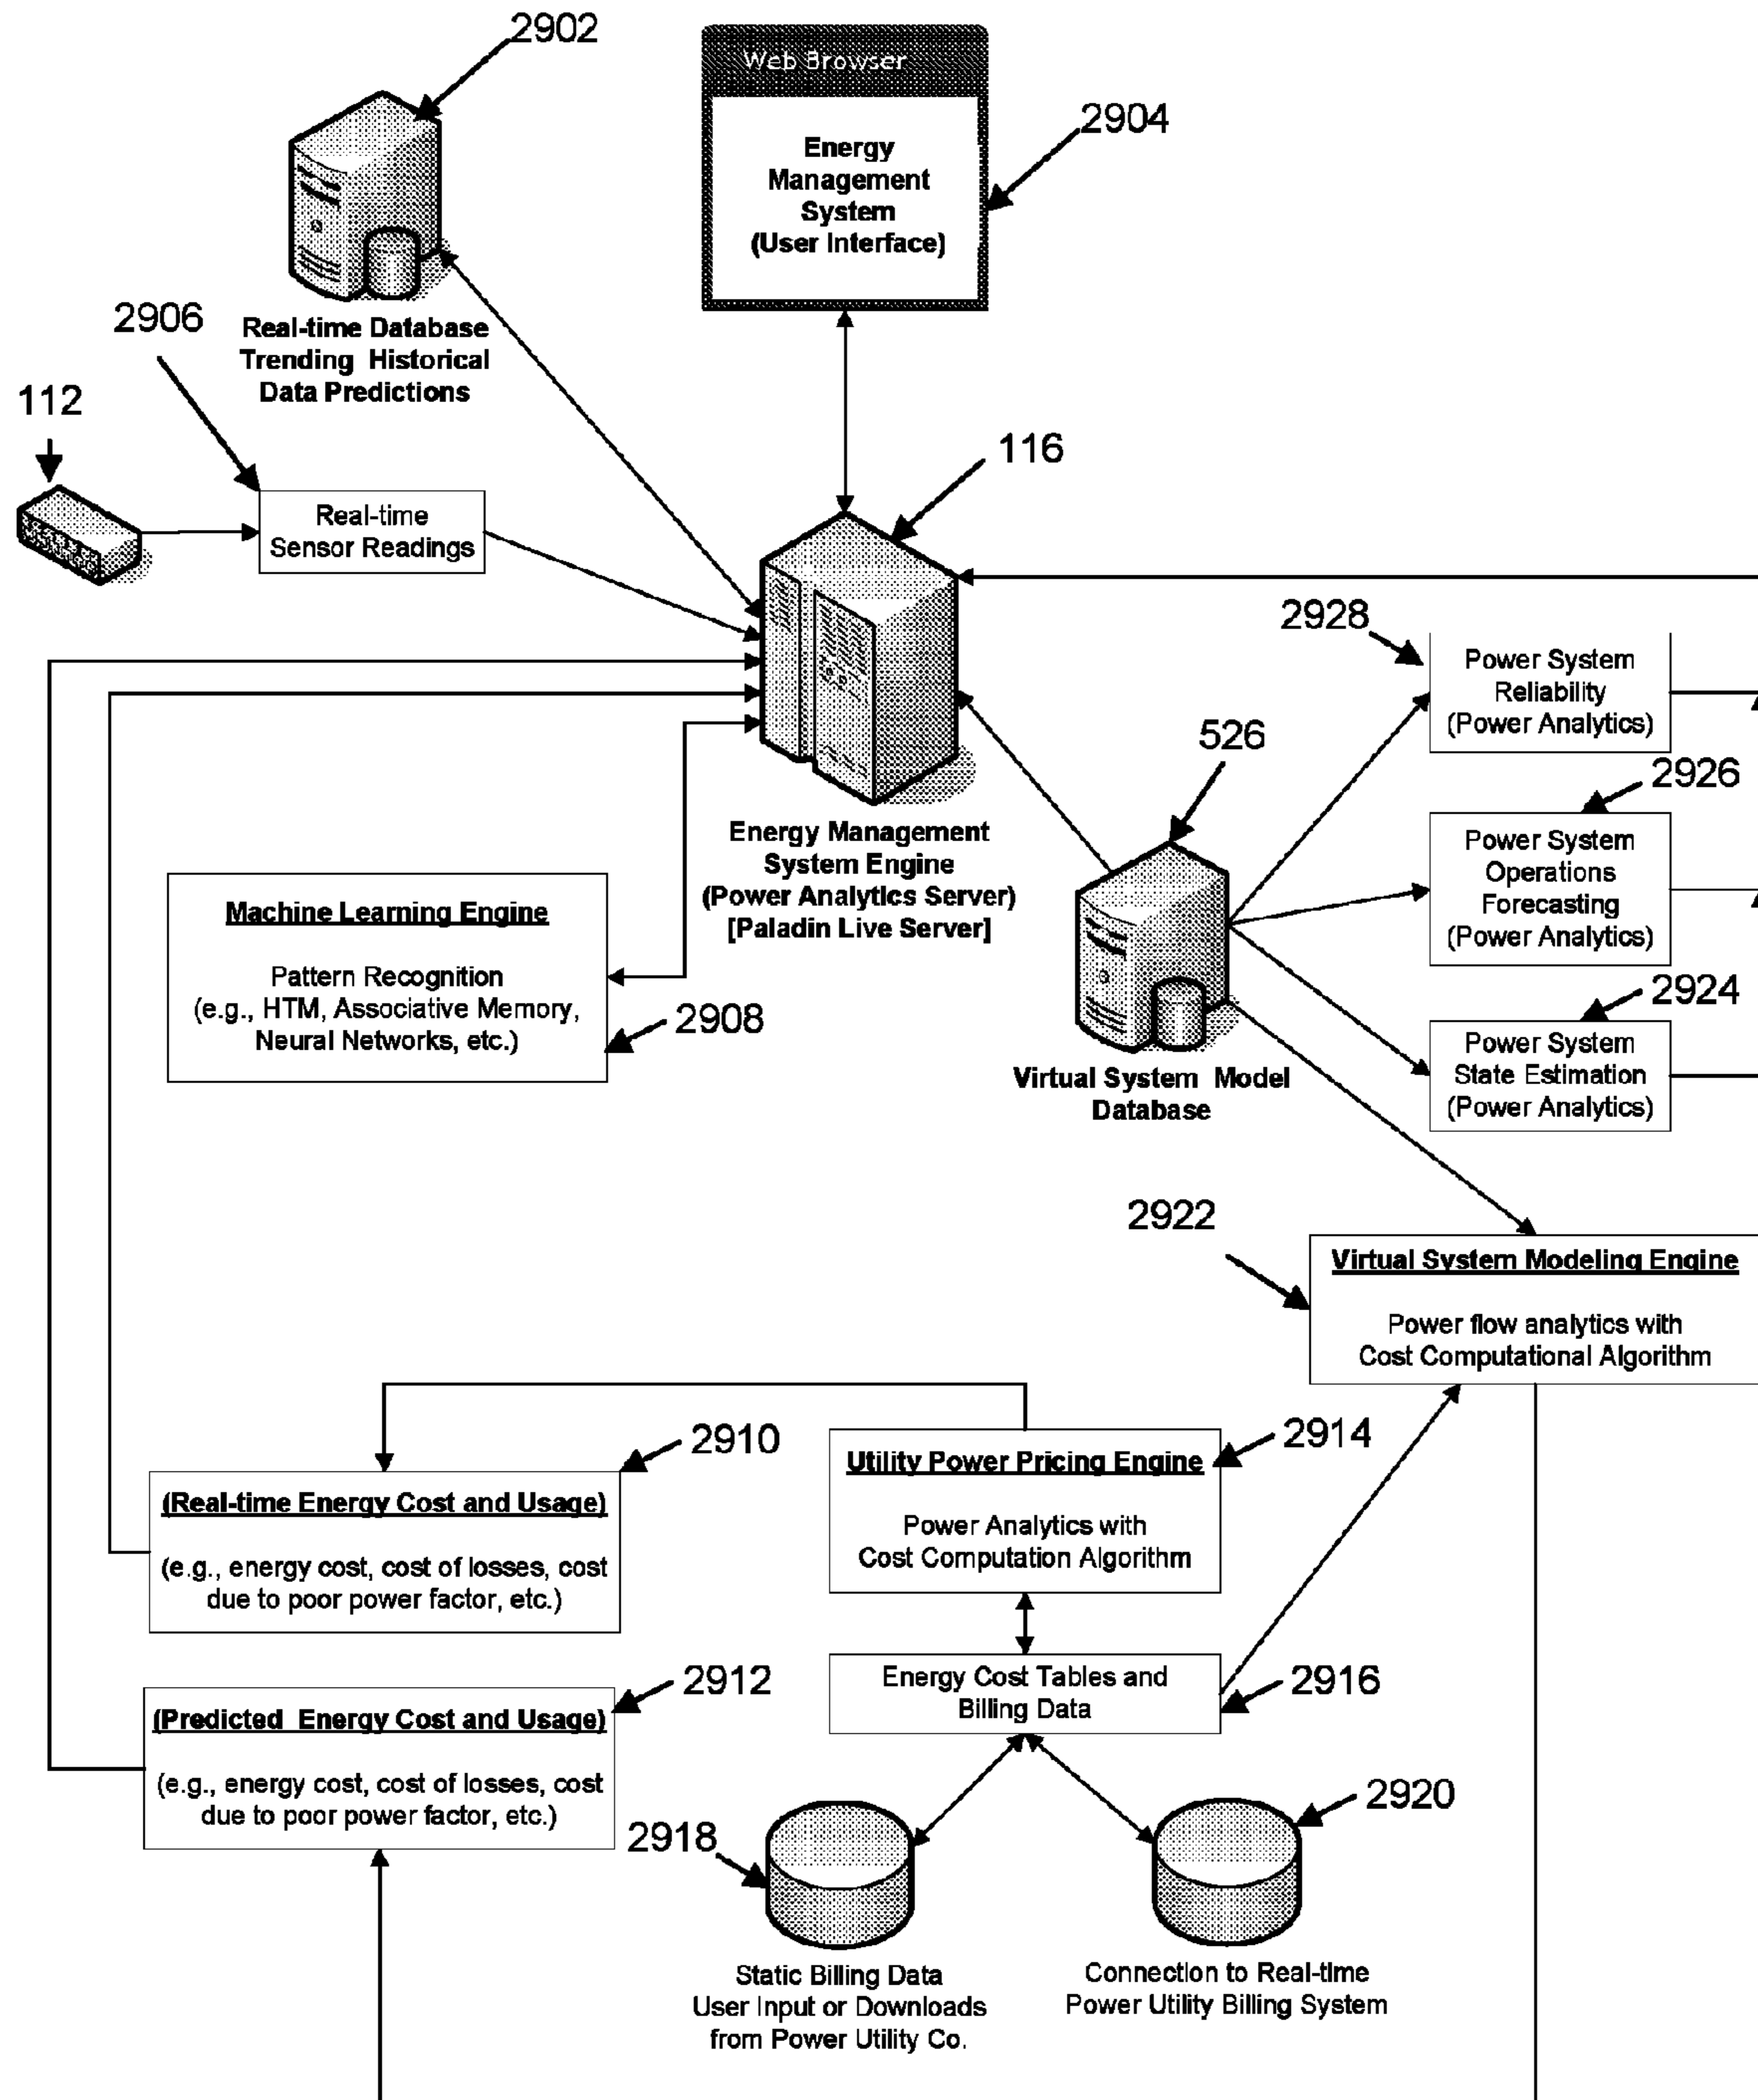 2902
Web Browser
2904
Energy
Management
System
(User Interface)
2906
Real-time Database
Trending Historical
Data Predictions
112
116
Real-time
Sensor Readings
2928
Power System
Reliability
(Power Analytics)
526
2926
Power System
Operations
Forecasting
(Power Analytics)
Energy Management
System Engine
(Power Analytics Server)
[Paladin Live Server]
Machine Learning Engine
Pattern Recognition
(e.g., HTM, Associative Memory,
Neural Networks, etc.)
2908
2924
Power System
State Estimation
(Power Analytics)
Virtual System Model
Database
2922
Virtual System Modeling Engine
Power flow analytics with
Cost Computational Algorithm
2910
2914
Utility Power Pricing Engine
Power Analytics with
Cost Computation Algorithm
(Real-time Energy Cost and Usage)
(e.g., energy cost, cost of losses, cost
due to poor power factor, etc.)
2912
Energy Cost Tables and
Billing Data
2916
(Predicted Energy Cost and Usage)
(e.g., energy cost, cost of losses, cost
due to poor power factor, etc.)
2918
2920
Static Billing Data
User Input or Downloads
from Power Utility Co.
Connection to Real-time
Power Utility Billing System